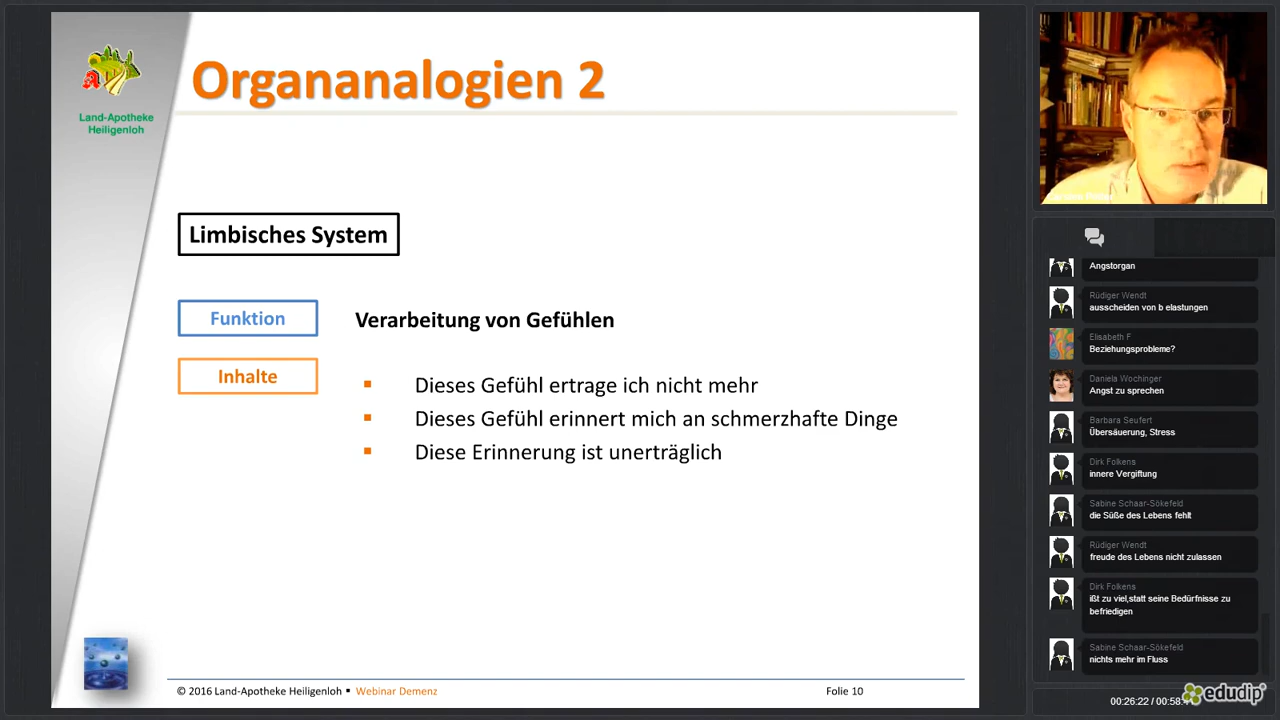 Organanalogien 2
Land-Apotheke
Heiligenloh
Limbisches System
Funktion
Verarbeitung von Gefühlen
Inhalte
Dieses Gefühl ertrage ich nicht mehr
Dieses Gefühl erinnert mich an schmerzhafte Dinge
Diese Erinnerung ist unerträglich
© 2016 Land-Apotheke Heiligenloh ▪ Webinar Demenz
Folie 10
Angstorgan
Rüdiger Wendt
ausscheiden von b elastungen
Elisabeth F
Beziehungsprobleme?
Daniela Wochinger
Angst zu sprechen
Barbara Seufert
Übersäuerung, Stress
Dirk Folkens
innere Vergiftung
Sabine Schaar-Sökefeld
die Süße des Lebens fehlt
Rüdiger Wendt
freude des Lebens nicht zulassen
Dirk Folkens
ißt zu viel,statt seine Bedürfnisse zu
befriedigen
Sabine Schaar-Sökefeld
nichts mehr im Fluss
00:26:22 / 00:58:
edudip